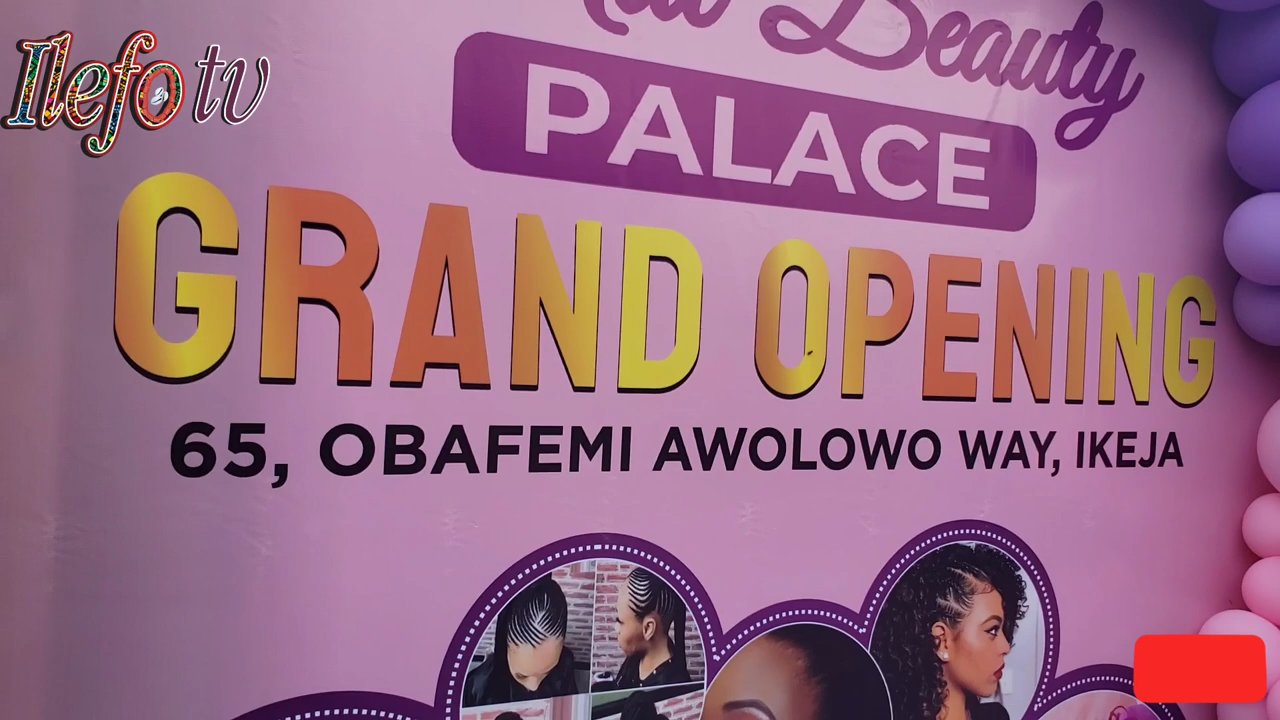 Ilefo tv
Beauty
PALACE
GRAND OPENING
65, OBAFEMI AWOLOWO WAY, IKEJA